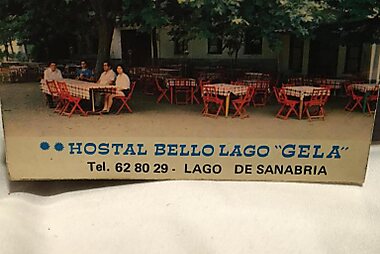 ** HOSTAL BELLO LAGO "GELA"
Tel. 62 80 29 - LAGO DE SANABRIA